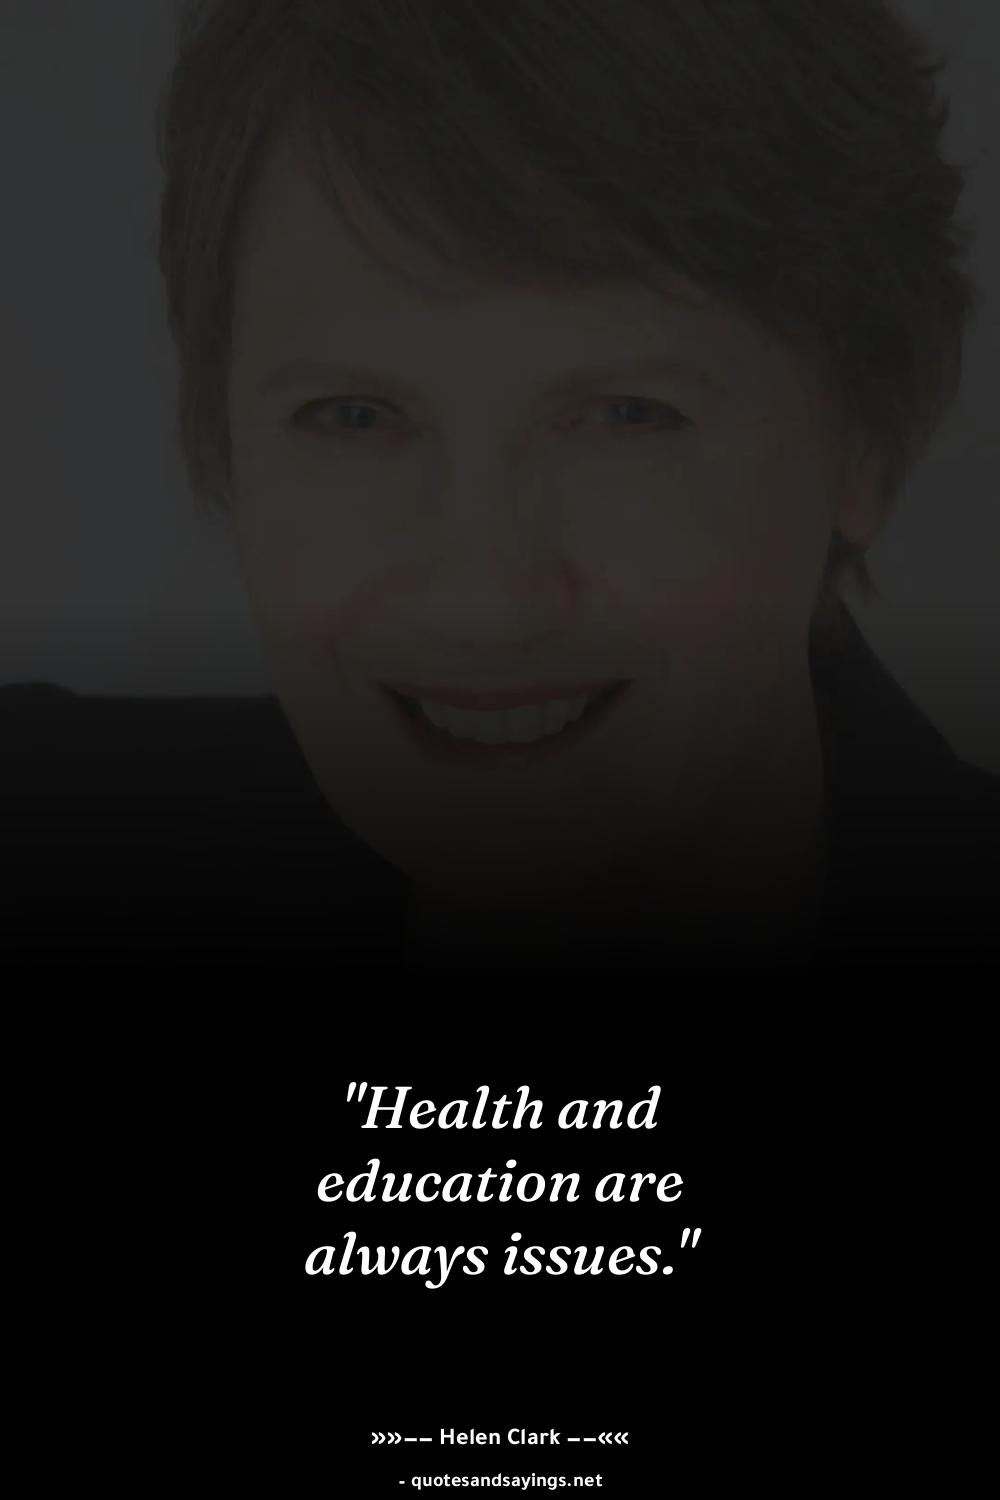 "Health and
education are
always issues."
»»–– Helen Clark ––««
- quotesandsayings.net